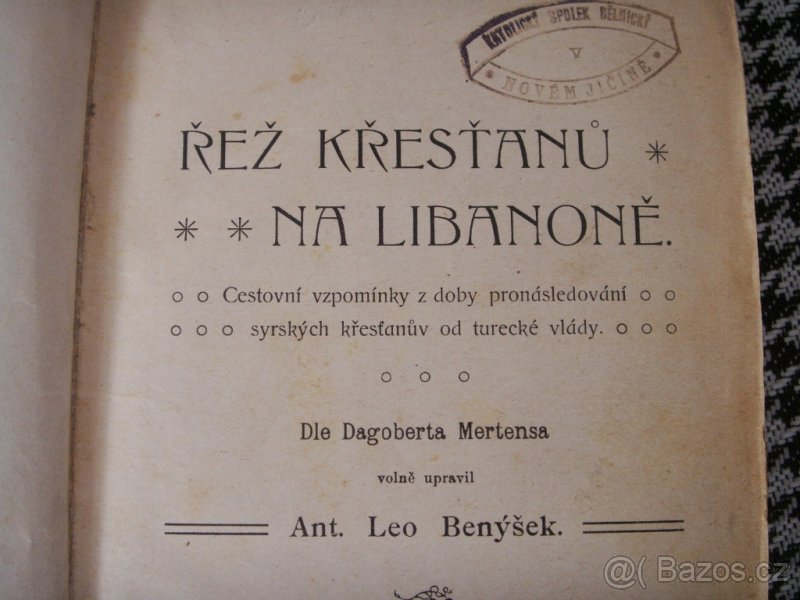 KATOLICKÝ SPOLEK DĚLNICKÝ
V
* NOVÉM JIČÍNĚ *
ŘEŽ KŘESŤANŮ *
* * NA LIBANONĚ.
○ ○ Cestovní vzpomínky z doby pronásledování ○ ○
○ ○ ○ syrských křesťanův od turecké vlády. ○ ○ ○
○ ○ ○
Dle Dagoberta Mertensa
volně upravil
Ant. Leo Benýšek.
@( Bazos.cz